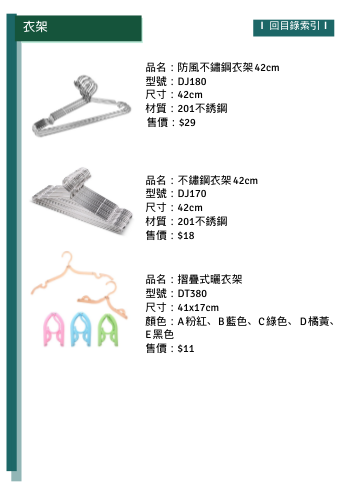 衣架
I 回目錄索引 I
品名：防風不鏽鋼衣架42cm
型號：DJ180
尺寸：42cm
材質：201不銹鋼
售價：$29
品名：不鏽鋼衣架42cm
型號：DJ170
尺寸：42cm
材質：201不銹鋼
售價：$18
品名：摺疊式曬衣架
型號：DT380
尺寸：41x17cm
顏色：A粉紅、B藍色、C綠色、D橘黃、
E黑色
售價：$11